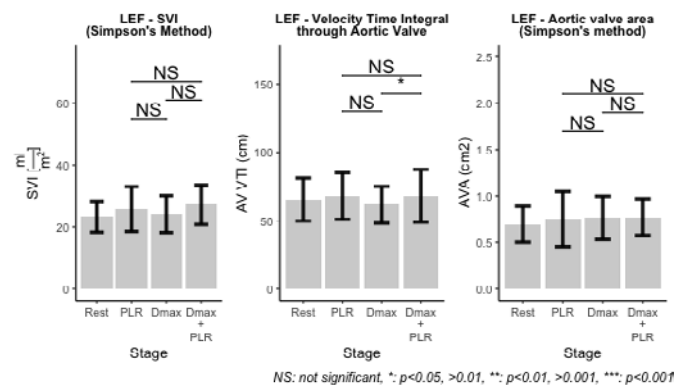 LEF - SVI
(Simpson's Method)
NS
NS
NS
60
40
20
0
SVI [ml/m²]
Rest PLR Dmax Dmax
+
PLR
Stage
LEF - Velocity Time Integral
through Aortic Valve
NS
*
NS
150
100
50
0
AV VTI (cm)
Rest PLR Dmax Dmax
+
PLR
Stage
LEF - Aortic valve area
(Simpson's method)
NS
NS
NS
2.5
2.0
1.5
1.0
0.5
0.0
AVA (cm2)
Rest PLR Dmax Dmax
+
PLR
Stage
NS: not significant, *: p<0.05, >0.01, **: p<0.01, >0.001, ***: p<0.001